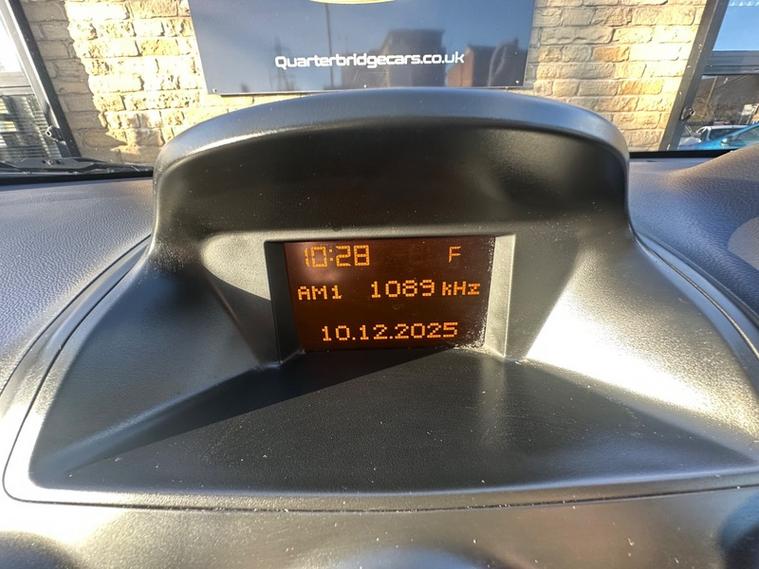 Quarterbridgecars.co.uk
10:28 F
AM1 1089 kHz
10.12.2025